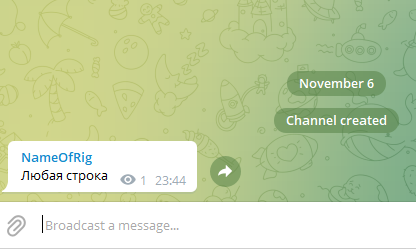 November 6
Channel created
NameOfRig
Любая строка 1 23:44
Broadcast a message...